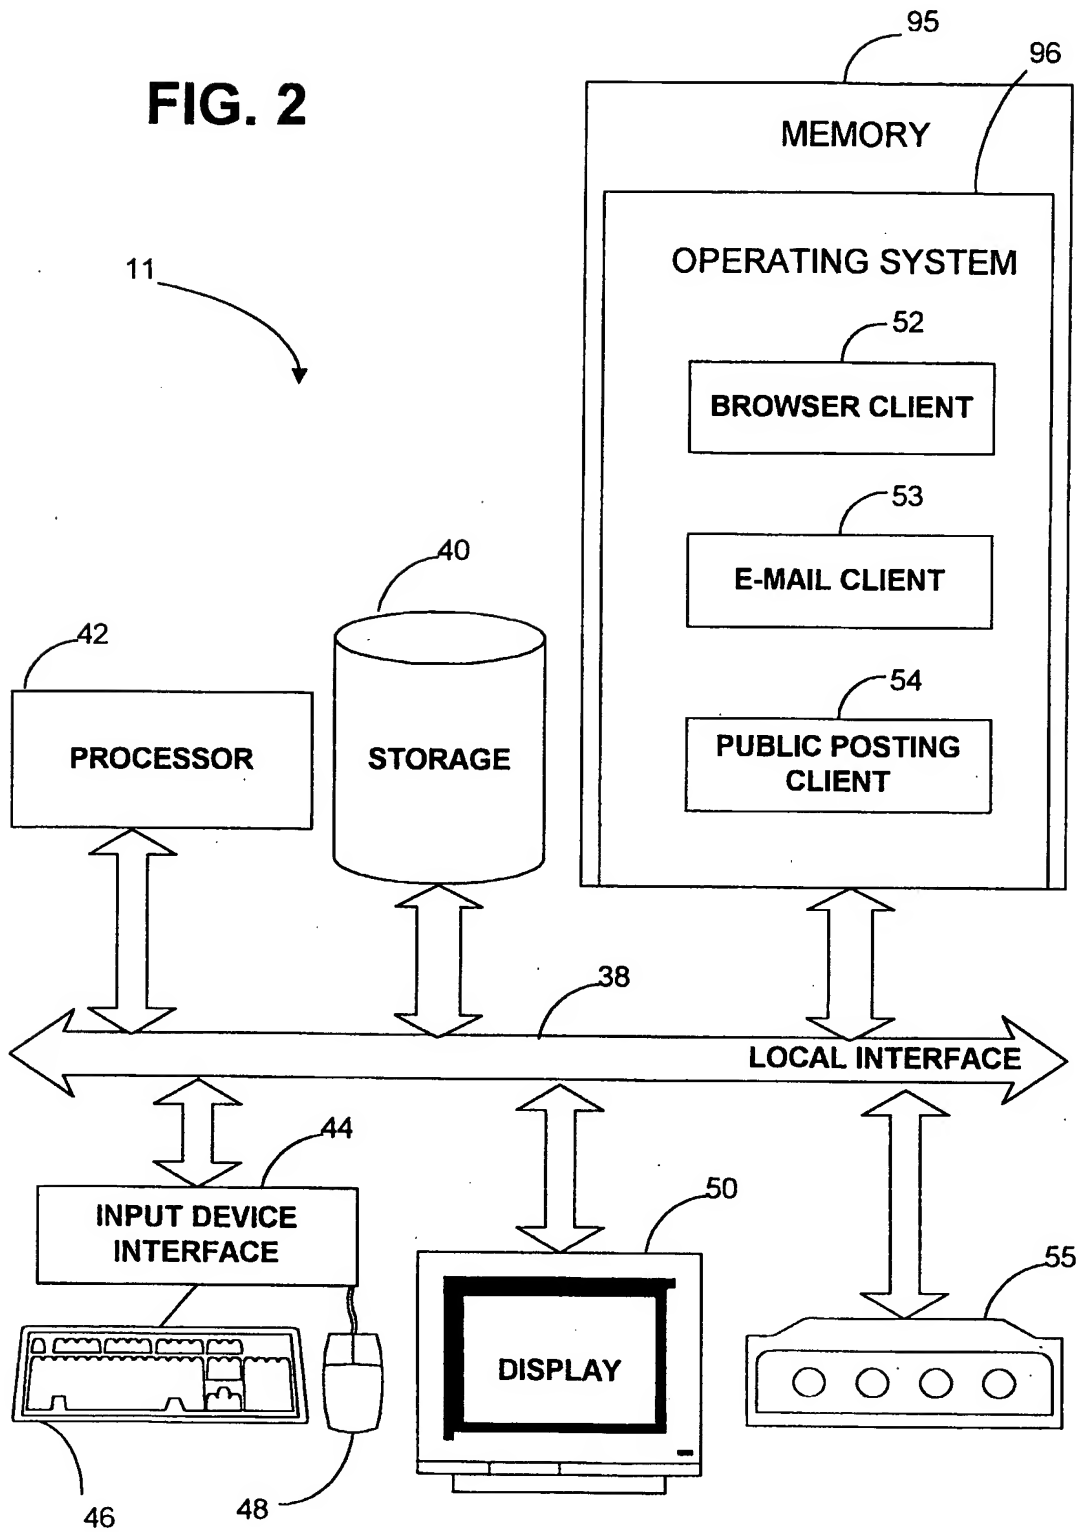 95
96
FIG. 2
MEMORY
11
OPERATING SYSTEM
52
BROWSER CLIENT
53
E-MAIL CLIENT
40
42
54
PROCESSOR
STORAGE
PUBLIC POSTING
CLIENT
38
LOCAL INTERFACE
44
INPUT DEVICE
INTERFACE
50
55
DISPLAY
46
48